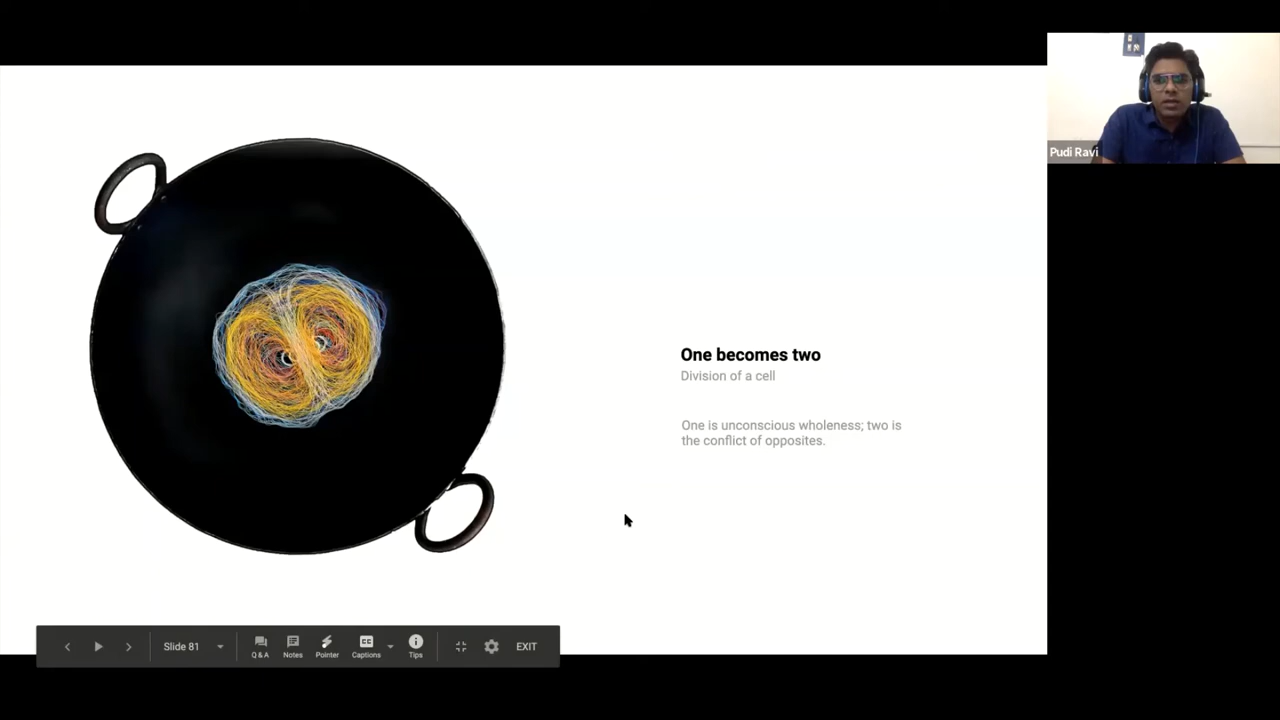 Pudi Ravi
One becomes two
Division of a cell
One is unconscious wholeness; two is
the conflict of opposites.
Slide 81
Q & A
Notes
Pointer
CC
Captions
Tips
EXIT